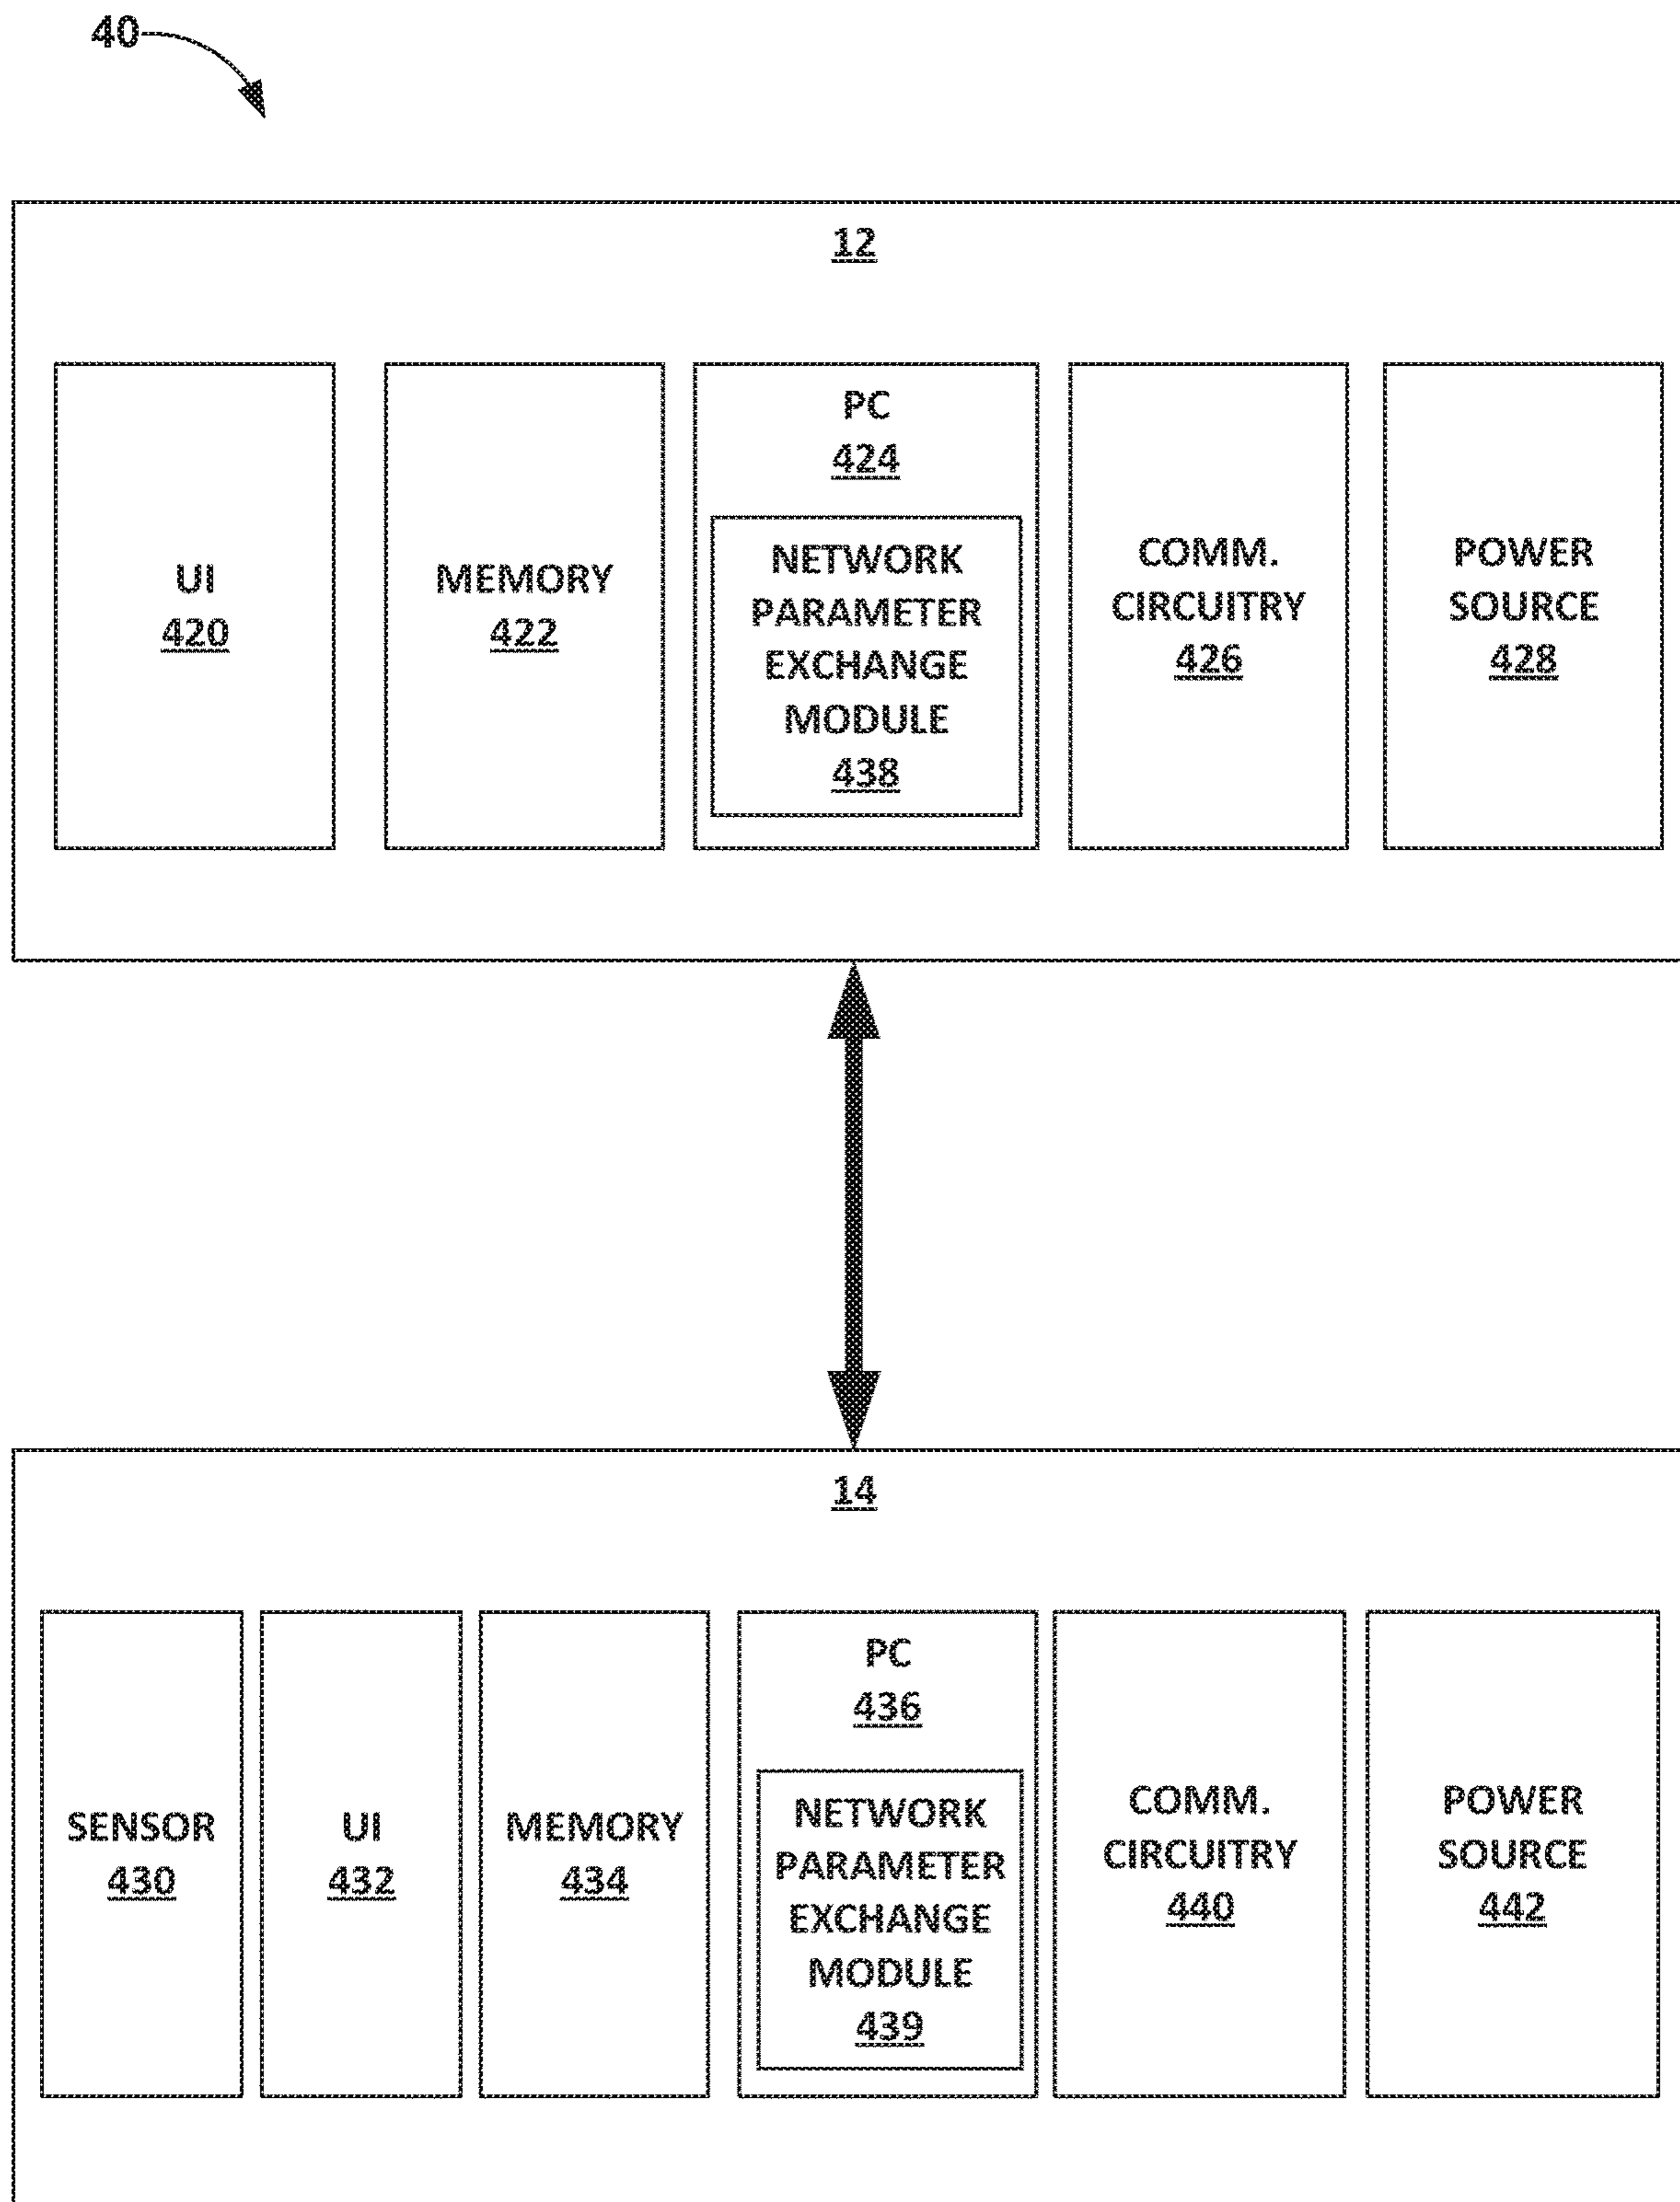 40
12
UI
420
MEMORY
422
PC
424
NETWORK
PARAMETER
EXCHANGE
MODULE
438
COMM.
CIRCUITRY
426
POWER
SOURCE
428
14
SENSOR
430
UI
432
MEMORY
434
PC
436
NETWORK
PARAMETER
EXCHANGE
MODULE
439
COMM.
CIRCUITRY
440
POWER
SOURCE
442